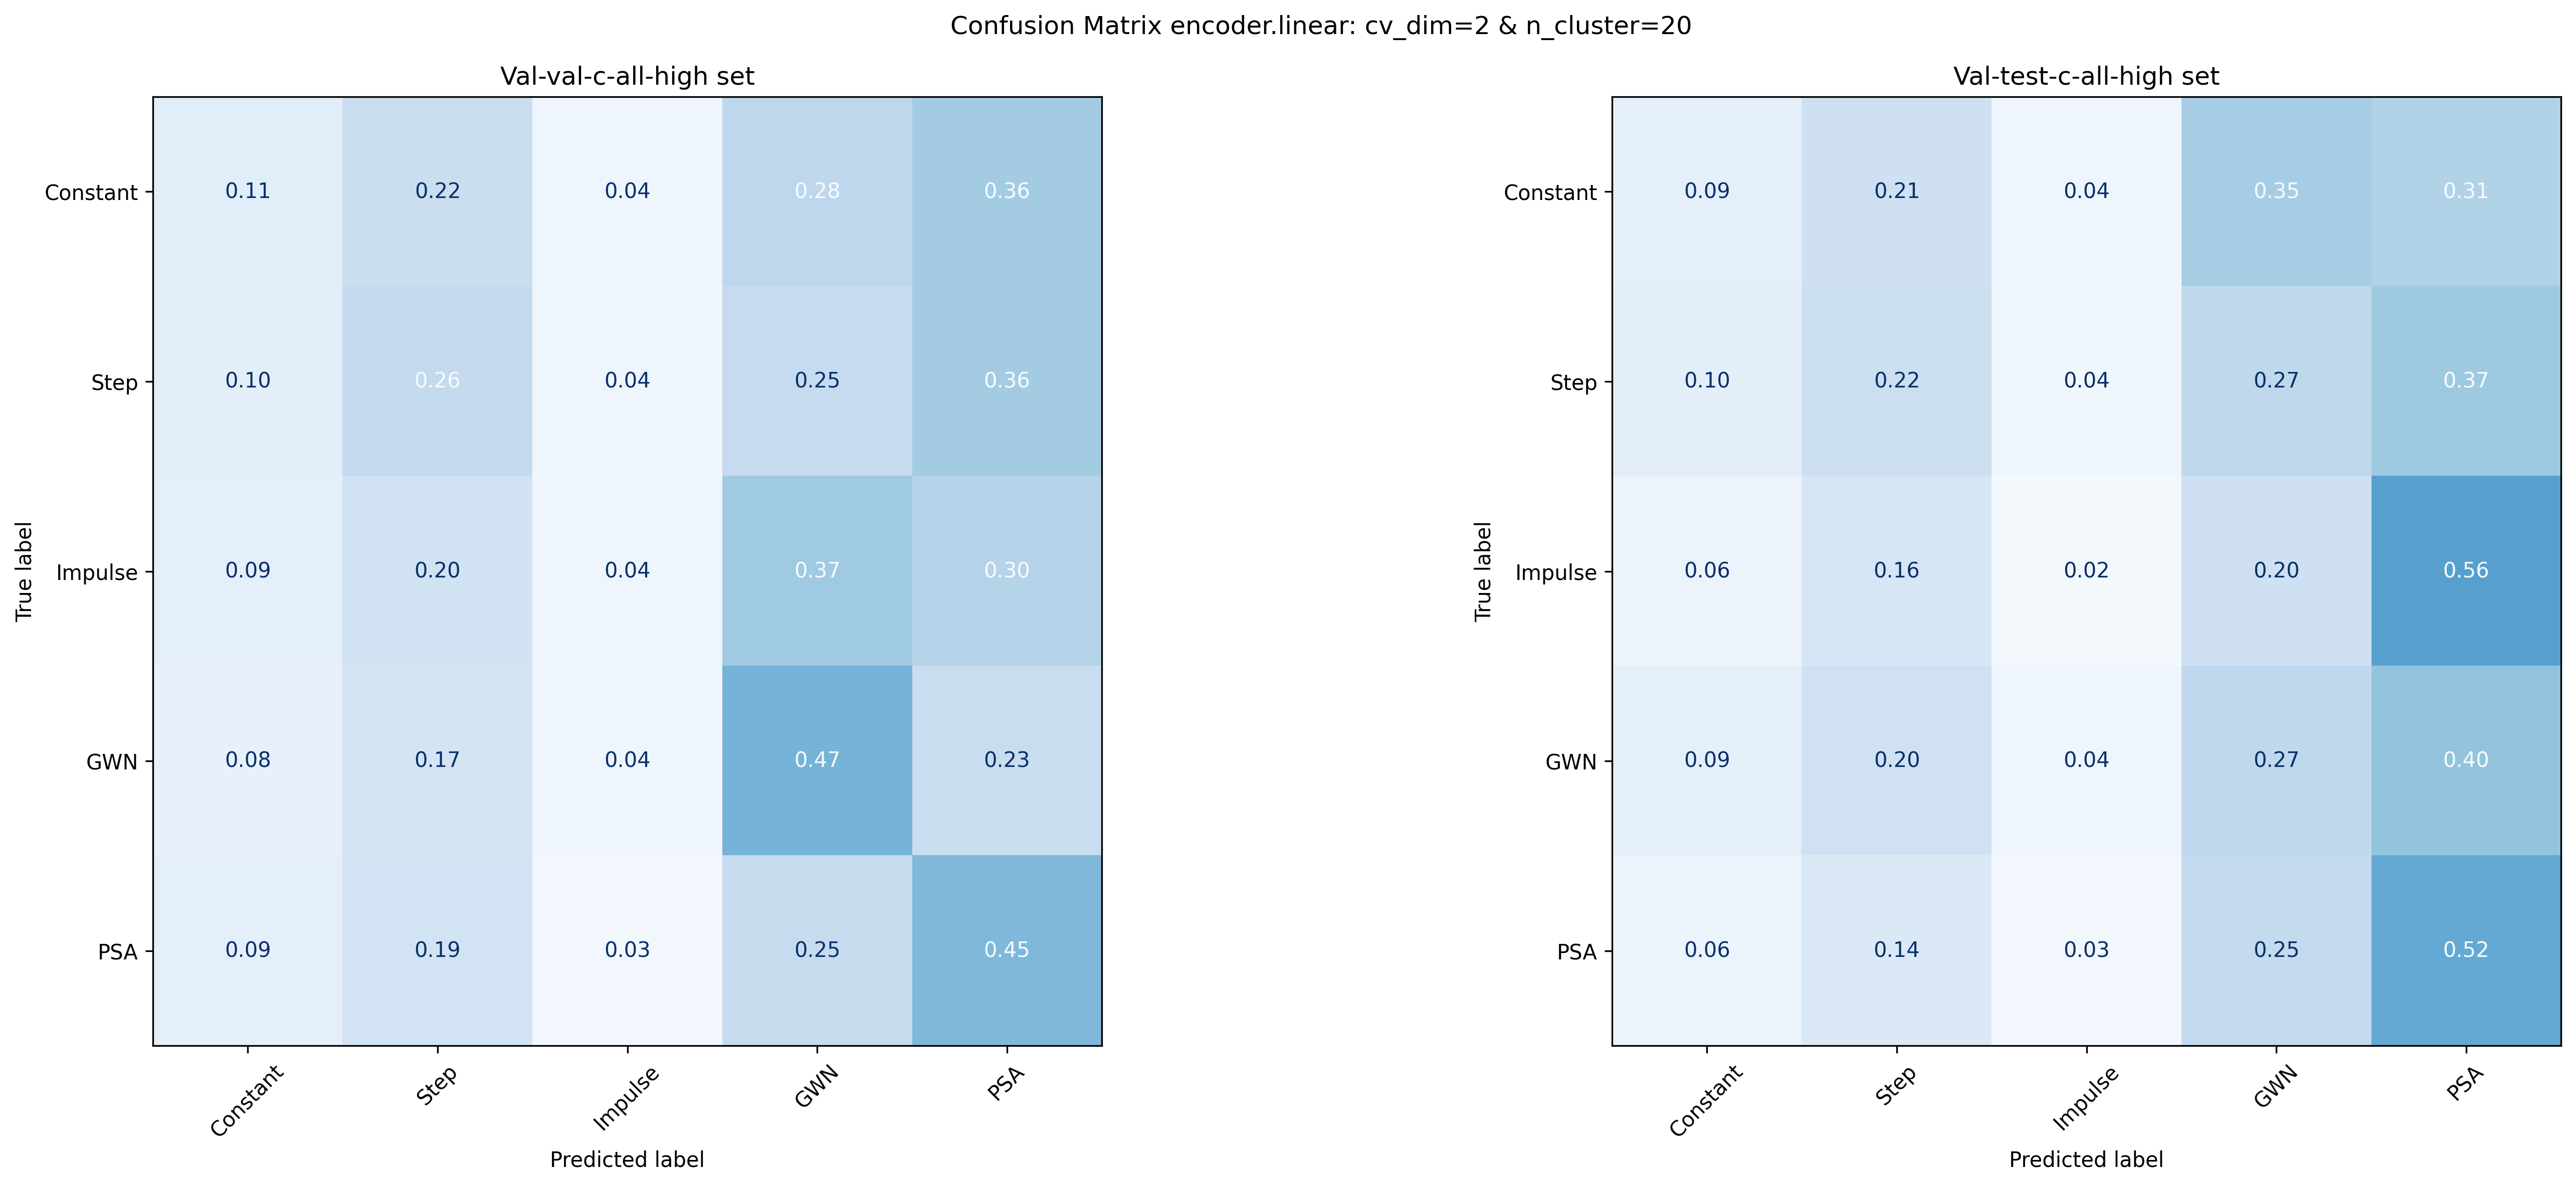 Confusion Matrix encoder.linear: cv_dim=2 & n_cluster=20
Val-val-c-all-high set
True label
Constant 0.11 0.22 0.04 0.28 0.36
Step 0.10 0.26 0.04 0.25 0.36
Impulse 0.09 0.20 0.04 0.37 0.30
GWN 0.08 0.17 0.04 0.47 0.23
PSA 0.09 0.19 0.03 0.25 0.45
Constant Step Impulse GWN PSA
Predicted label
Val-test-c-all-high set
True label
Constant 0.09 0.21 0.04 0.35 0.31
Step 0.10 0.22 0.04 0.27 0.37
Impulse 0.06 0.16 0.02 0.20 0.56
GWN 0.09 0.20 0.04 0.27 0.40
PSA 0.06 0.14 0.03 0.25 0.52
Constant Step Impulse GWN PSA
Predicted label